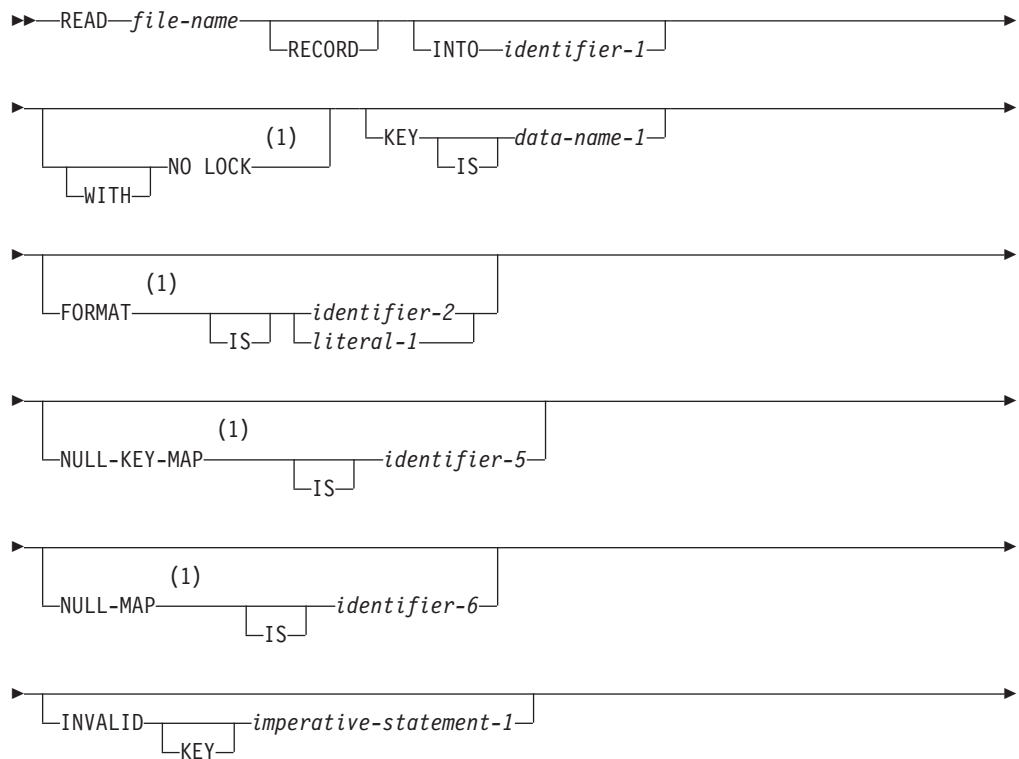 READ file-name RECORD INTO identifier-1
WITH NO LOCK (1) KEY IS data-name-1
FORMAT (1) IS identifier-2 literal-1
NULL-KEY-MAP (1) IS identifier-5
NULL-MAP (1) IS identifier-6
INVALID KEY imperative-statement-1